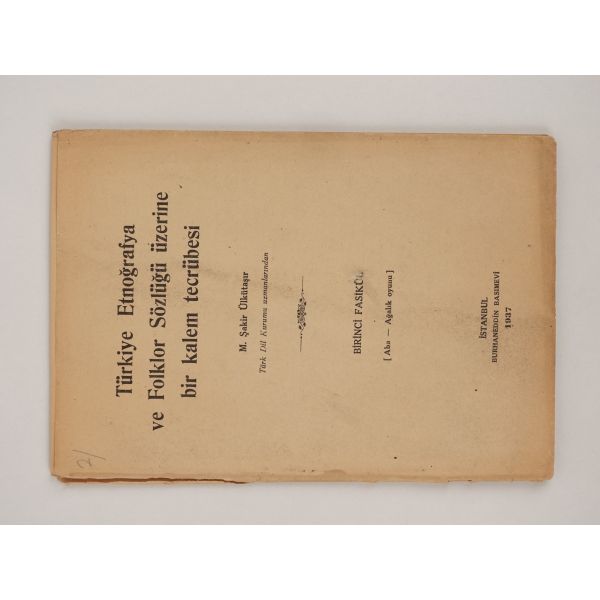 Türkiye Etnoğrafya
ve Folklor Sözlüğü üzerine
bir kalem tecrübesi
M. Şakir Ülkütaşır
Türk Dil Kurumu uzmanlarından
BİRİNCİ FASİKÜL
[ Aba — Ağalık oyunu ]
İSTANBUL
BURHANEDDİN BASIMEVİ
1937